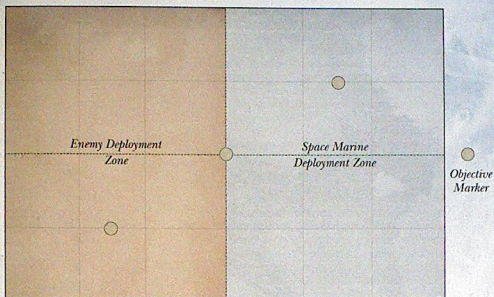 Enemy Deployment
Zone
Space Marine
Deployment Zone
Objective
Marker